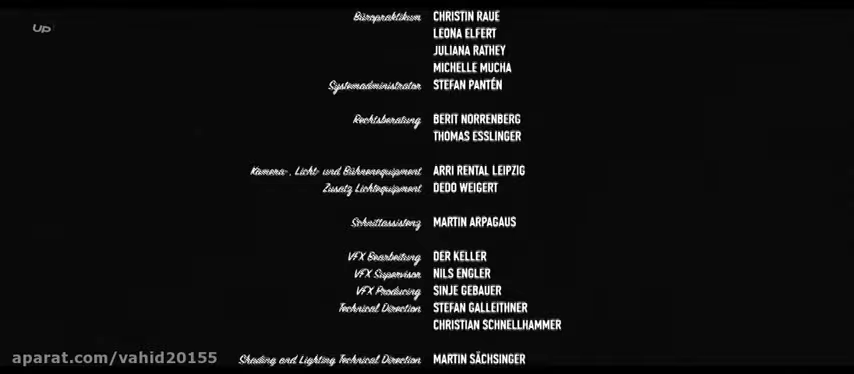 Büropraktikum CHRISTIN RAUE
UP
LEONA ELFERT
JULIANA RATHEY
MICHELLE MUCHA
Systemadministrator STEFAN PANTÉN
Rechtsberatung BERIT NORRENBERG
THOMAS ESSLINGER
Kamera-, Licht- und Bühnenequipment ARRI RENTAL LEIPZIG
Zusatz Lichtequipment DEDO WEIGERT
Schnittassistenz MARTIN ARPAGAUS
VFX Bearbeitung DER KELLER
VFX Supervisor NILS ENGLER
VFX Producing SINJE GEBAUER
Technical Direction STEFAN GALLEITHNER
CHRISTIAN SCHNELLHAMMER
aparat.com/vahid20155
Shading and Lighting Technical Direction MARTIN SÄCHSINGER